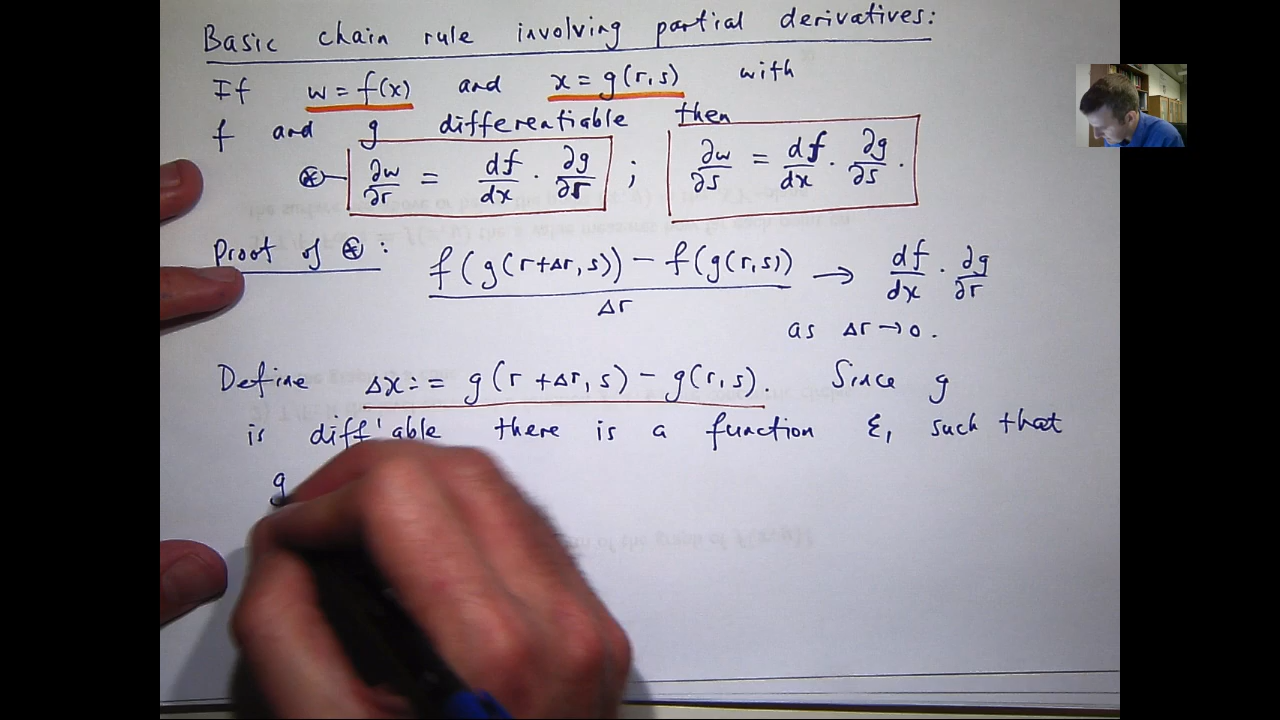 Basic chain rule involving partial derivatives:
If w = f(x) and x = g(r,s) with
f and g differentiable then
⊛ ∂w/∂r = df/dx · ∂g/∂r ; ∂w/∂s = df/dx · ∂g/∂s .
Proof of ⊛ : f(g(r+Δr,s)) − f(g(r,s)) / Δr → df/dx · ∂g/∂r
as Δr → 0.
Define Δx := g(r+Δr,s) − g(r,s). Since g
is diff'able there is a function ε₁ such that
g